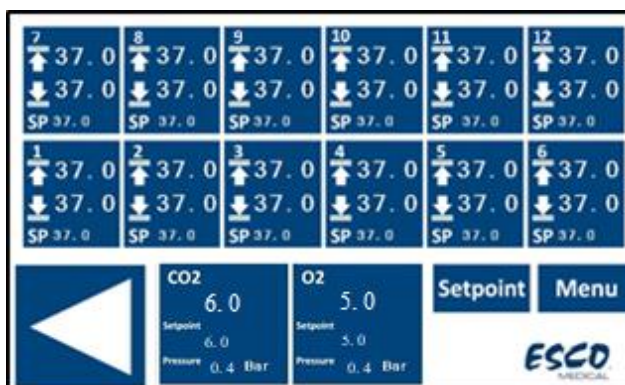 7 8 9 10 11 12
37.0 37.0 37.0 37.0 37.0 37.0
37.0 37.0 37.0 37.0 37.0 37.0
SP 37.0 SP 37.0 SP 37.0 SP 37.0 SP 37.0 SP 37.0
1 2 3 4 5 6
37.0 37.0 37.0 37.0 37.0 37.0
37.0 37.0 37.0 37.0 37.0 37.0
SP 37.0 SP 37.0 SP 37.0 SP 37.0 SP 37.0 SP 37.0
CO2
6.0
Setpoint
6.0
Pressure 0.4 Bar
O2
5.0
Setpoint
5.0
Pressure 0.4 Bar
Setpoint
Menu
ESCO
MEDICAL